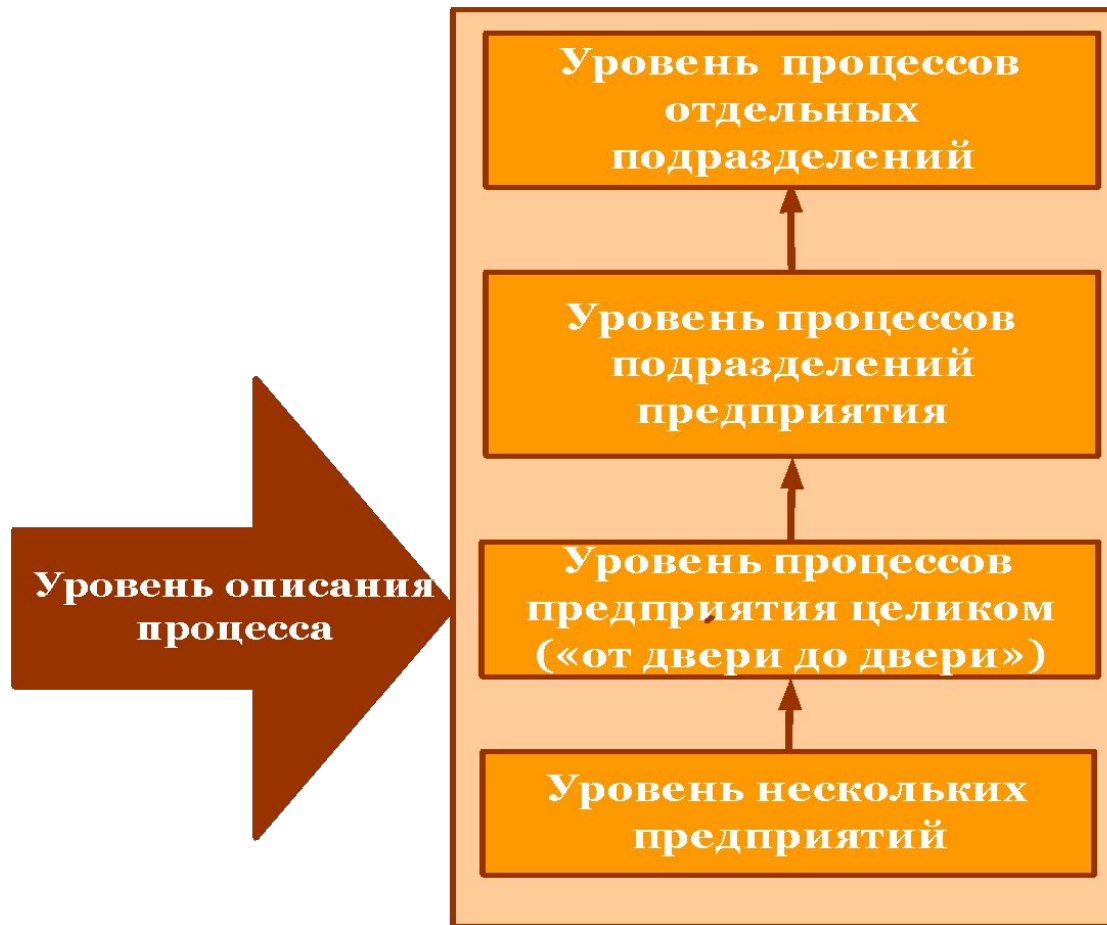 Уровень процессов
отдельных
подразделений
Уровень процессов
подразделений
предприятия
Уровень описания
процесса
Уровень процессов
предприятия целиком
(«от двери до двери»)
Уровень нескольких
предприятий